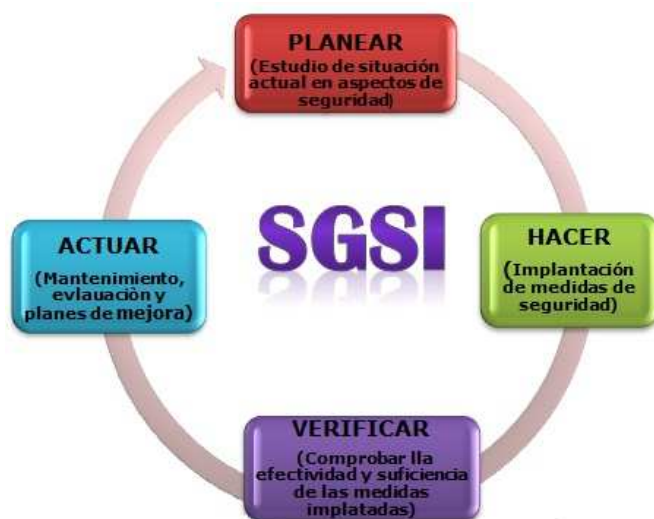 PLANEAR
(Estudio de situación
actual en aspectos de
seguridad)
SGSI
HACER
(Implantación
de medidas de
seguridad)
VERIFICAR
(Comprobar lla
efectividad y suficiencia
de las medidas
implatadas)
ACTUAR
(Mantenimiento,
evlauaciòn y
planes de mejora)